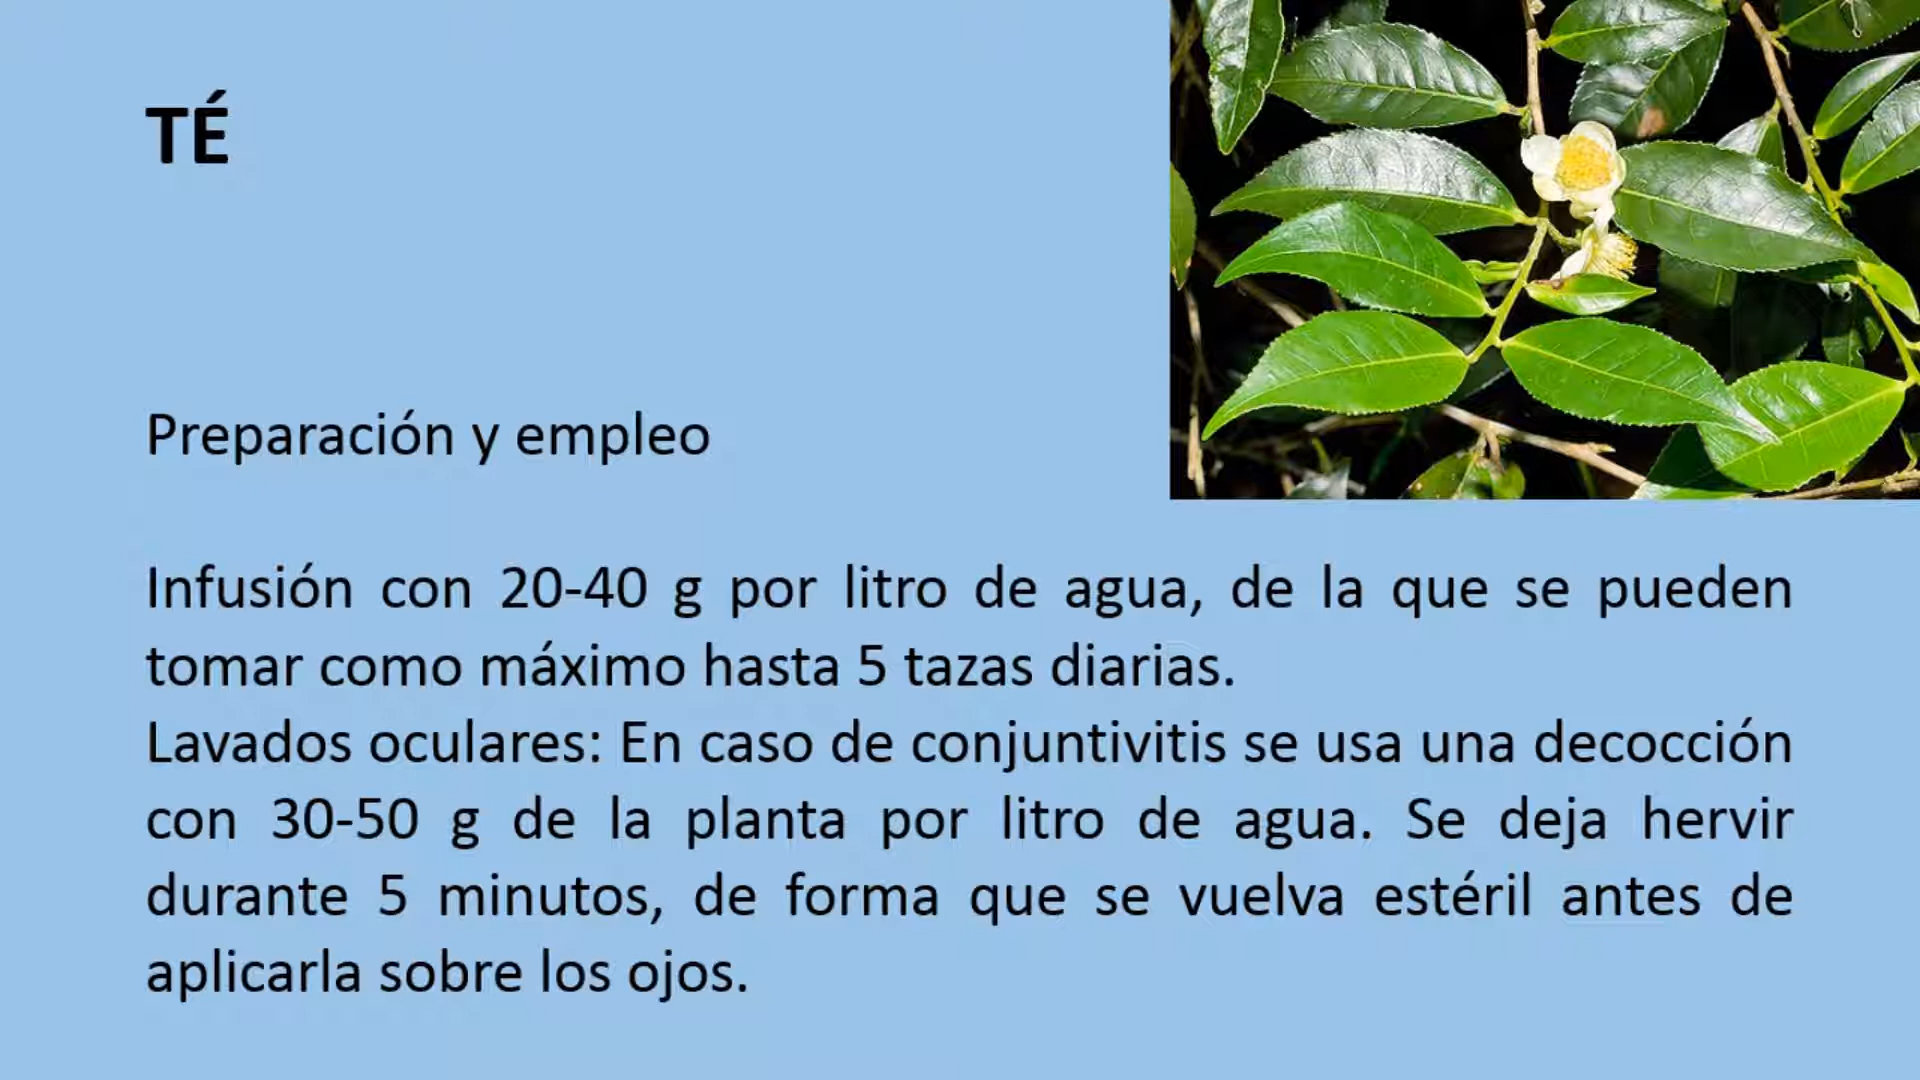 TÉ
Preparación y empleo
Infusión con 20-40 g por litro de agua, de la que se pueden
tomar como máximo hasta 5 tazas diarias.
Lavados oculares: En caso de conjuntivitis se usa una decocción
con 30-50 g de la planta por litro de agua. Se deja hervir
durante 5 minutos, de forma que se vuelva estéril antes de
aplicarla sobre los ojos.